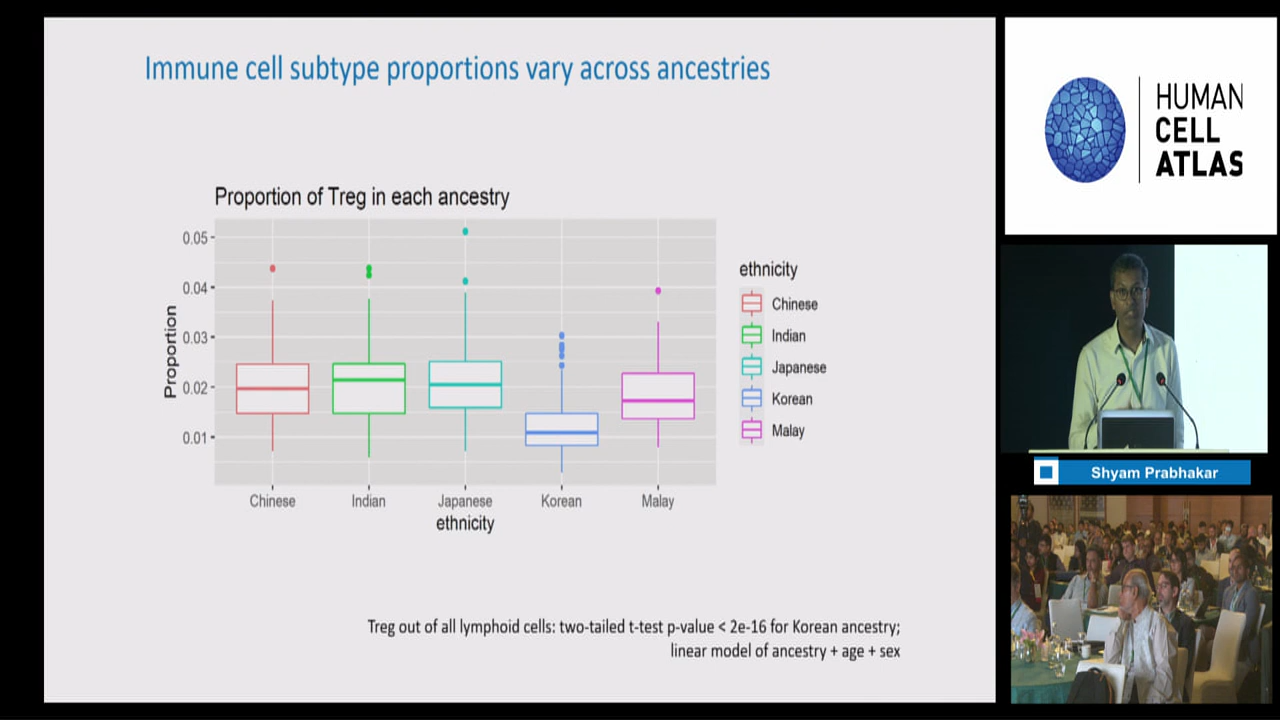 Immune cell subtype proportions vary across ancestries
Proportion of Treg in each ancestry
Proportion
0.05
0.04
0.03
0.02
0.01
Chinese
Indian
Japanese
Korean
Malay
ethnicity
ethnicity
Chinese
Indian
Japanese
Korean
Malay
Treg out of all lymphoid cells: two-tailed t-test p-value < 2e-16 for Korean ancestry;
linear model of ancestry + age + sex
HUMAN
CELL
ATLAS
Shyam Prabhakar